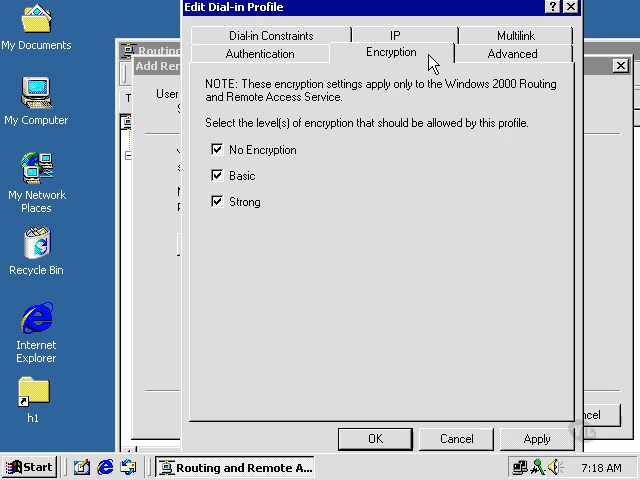 Edit Dial-in Profile
Dial-in Constraints
IP
Multilink
Authentication
Encryption
Advanced
NOTE: These encryption settings apply only to the Windows 2000 Routing
and Remote Access Service.
Select the level(s) of encryption that should be allowed by this profile.
No Encryption
Basic
Strong
OK
Cancel
Apply
Routing
Add Rem
User
ncel
My Documents
My Computer
My Network
Places
Recycle Bin
Internet
Explorer
h1
Start
Routing and Remote A...
7:18 AM